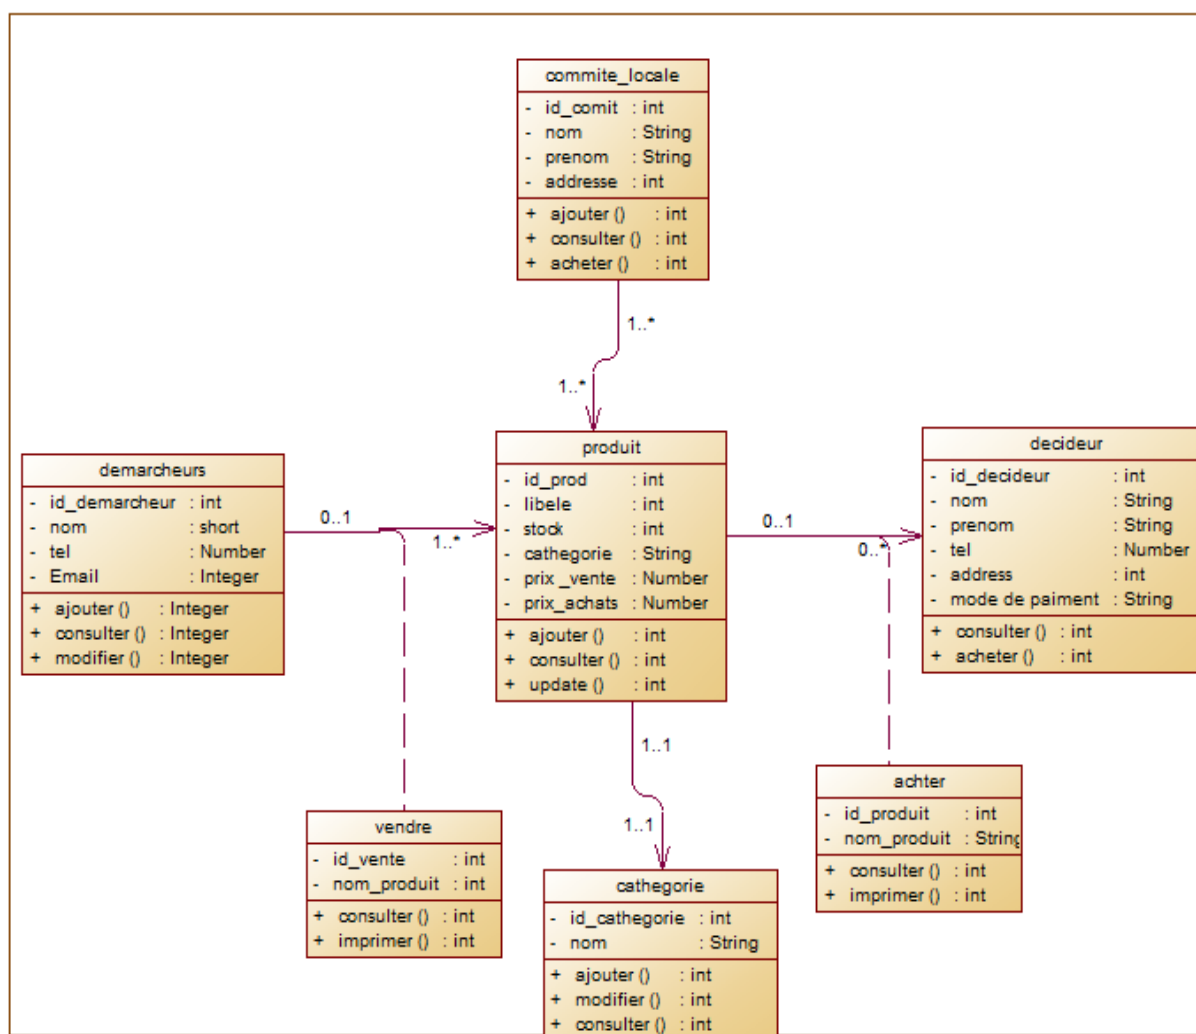 commite_locale
- id_comit : int
- nom : String
- prenom : String
- addresse : int
+ ajouter () : int
+ consulter () : int
+ acheter () : int
1..*
1..*
demarcheurs
- id_demarcheur : int
- nom : short
- tel : Number
- Email : Integer
+ ajouter () : Integer
+ consulter () : Integer
+ modifier () : Integer
0..1
1..*
produit
- id_prod : int
- libele : int
- stock : int
- cathegorie : String
- prix _vente : Number
- prix_achats : Number
+ ajouter () : int
+ consulter () : int
+ update () : int
0..1
0..*
decideur
- id_decideur : int
- nom : String
- prenom : String
- tel : Number
- address : int
- mode de paiment : String
+ consulter () : int
+ acheter () : int
1..1
1..1
vendre
- id_vente : int
- nom_produit : int
+ consulter () : int
+ imprimer () : int
cathegorie
- id_cathegorie : int
- nom : String
+ ajouter () : int
+ modifier () : int
+ consulter () : int
achter
- id_produit : int
- nom_produit : String
+ consulter () : int
+ imprimer () : int